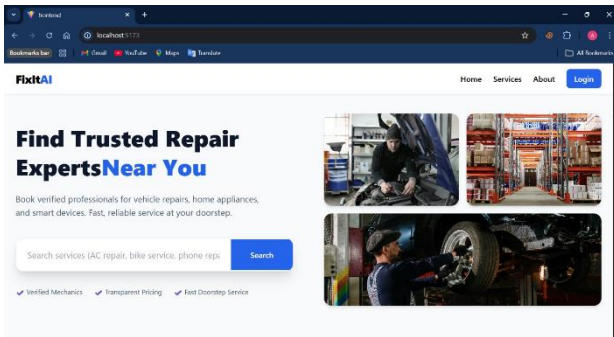 frontend
localhost:5173
Bookmarks bar Gmail YouTube Maps Translate All Bookmarks
FixItAI
Home Services About Login
Find Trusted Repair
ExpertsNear You
Book verified professionals for vehicle repairs, home appliances,
and smart devices. Fast, reliable service at your doorstep.
Search services (AC repair, bike service, phone repa Search
Verified Mechanics Transparent Pricing Fast Doorstep Service